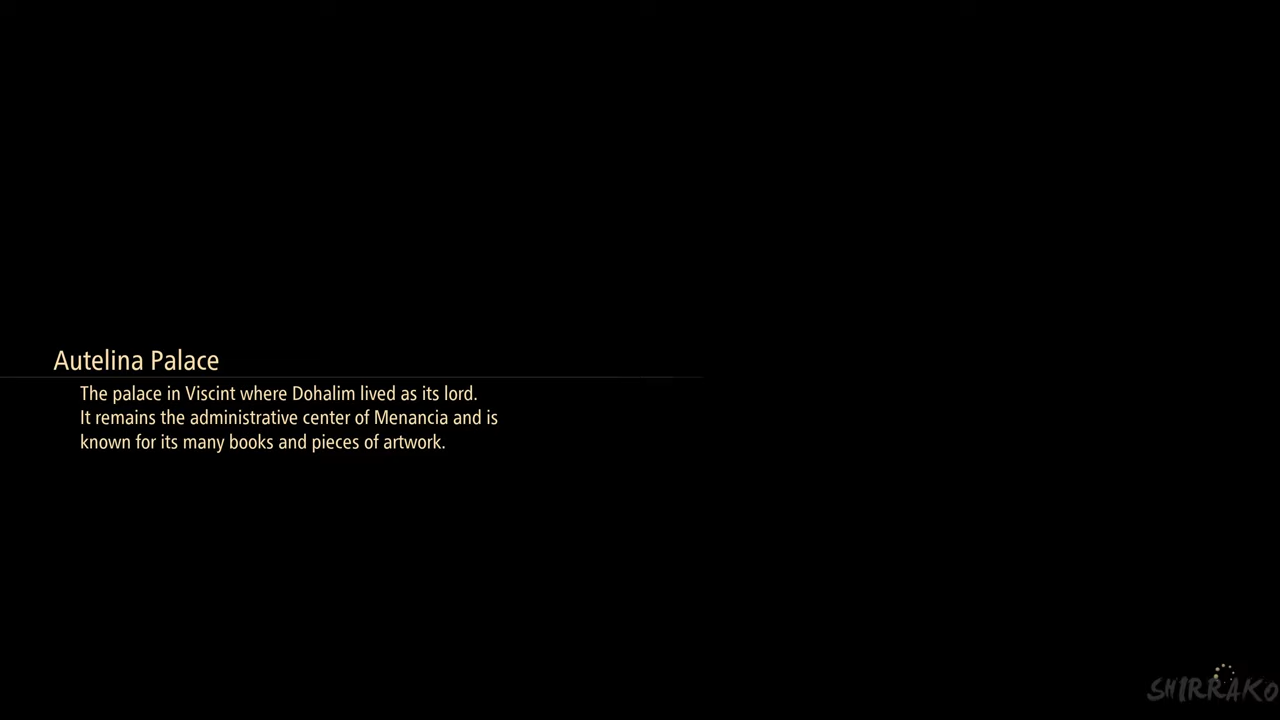 Autelina Palace
The palace in Viscint where Dohalim lived as its lord.
It remains the administrative center of Menancia and is
known for its many books and pieces of artwork.
SHIRRAKO